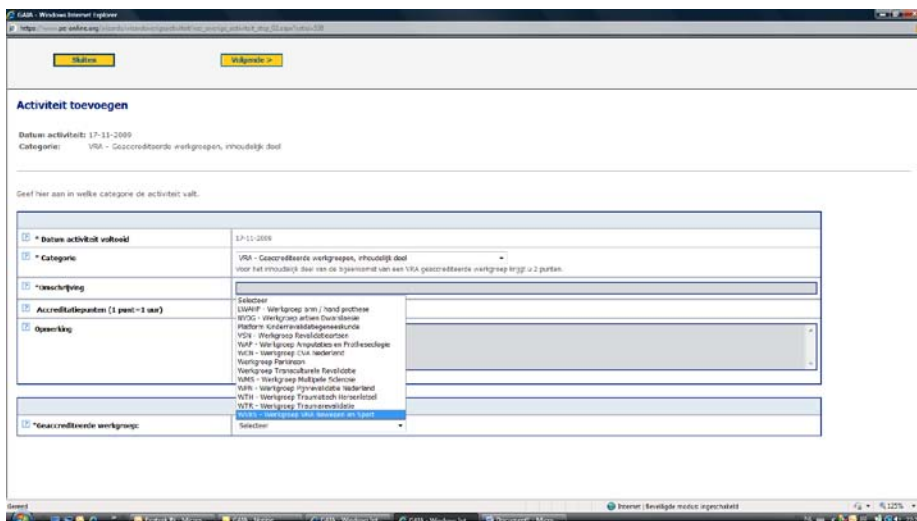 GAIA - Windows Internet Explorer
Sluiten
Volgende >
Activiteit toevoegen
Datum activiteit: 17-11-2009
Categorie: VRA - Geaccrediteerde werkgroepen, inhoudelijk deel
Geef hier aan in welke categorie de activiteit valt.
* Datum activiteit voltooid 17-11-2009
* Categorie VRA - Geaccrediteerde werkgroepen, inhoudelijk deel
Voor het inhoudelijk deel van de bijeenkomst van een VRA geaccrediteerde werkgroep krijgt u 2 punten.
*Omschrijving
Selecteer
Werkgroep arm / hand prothese
Accreditatiepunten (1 punt=1 uur)
Werkgroep artsen Dwarslaesie
Opmerking
Platform Kinderrevalidatiegeneeskunde
VSN - Werkgroep Revalidatieartsen
WAP - Werkgroep Amputaties en Prothesiologie
WCN - Werkgroep CVA Nederland
Werkgroep Parkinson
Werkgroep Transculturele Revalidatie
WMS - Werkgroep Multipele Sclerose
WPN - Werkgroep Pijnrevalidatie Nederland
WTH - Werkgroep Traumatisch Hersenletsel
WTR - Werkgroep Traumarevalidatie
Werkgroep VRA Bewegen en Sport
*Geaccrediteerde werkgroep: Selecteer
Gereed
Internet | Beveiligde modus: ingeschakeld
125%